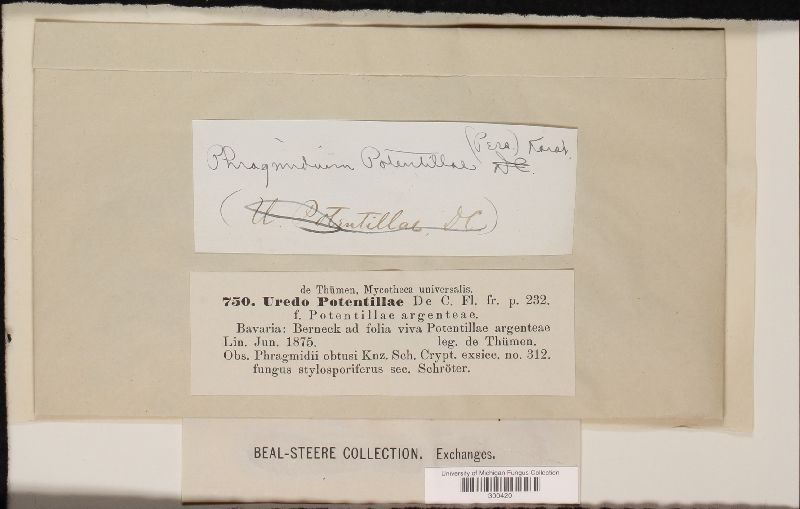 Phragmidium Potentillae (Pers.) Karst. DC.
(U. Potentillae, DC)
de Thümen, Mycotheca universalis.
750. Uredo Potentillae De C. Fl. fr. p. 232.
f. Potentillae argenteae.
Bavaria: Berneck ad folia viva Potentillae argenteae
Lin. Jun. 1875. leg. de Thümen.
Obs. Phragmidii obtusi Knz. Sch. Crypt. exsicc. no. 312.
fungus stylosporiferus sec. Schröter.
BEAL-STEERE COLLECTION. Exchanges.
University of Michigan Fungus Collection
300420